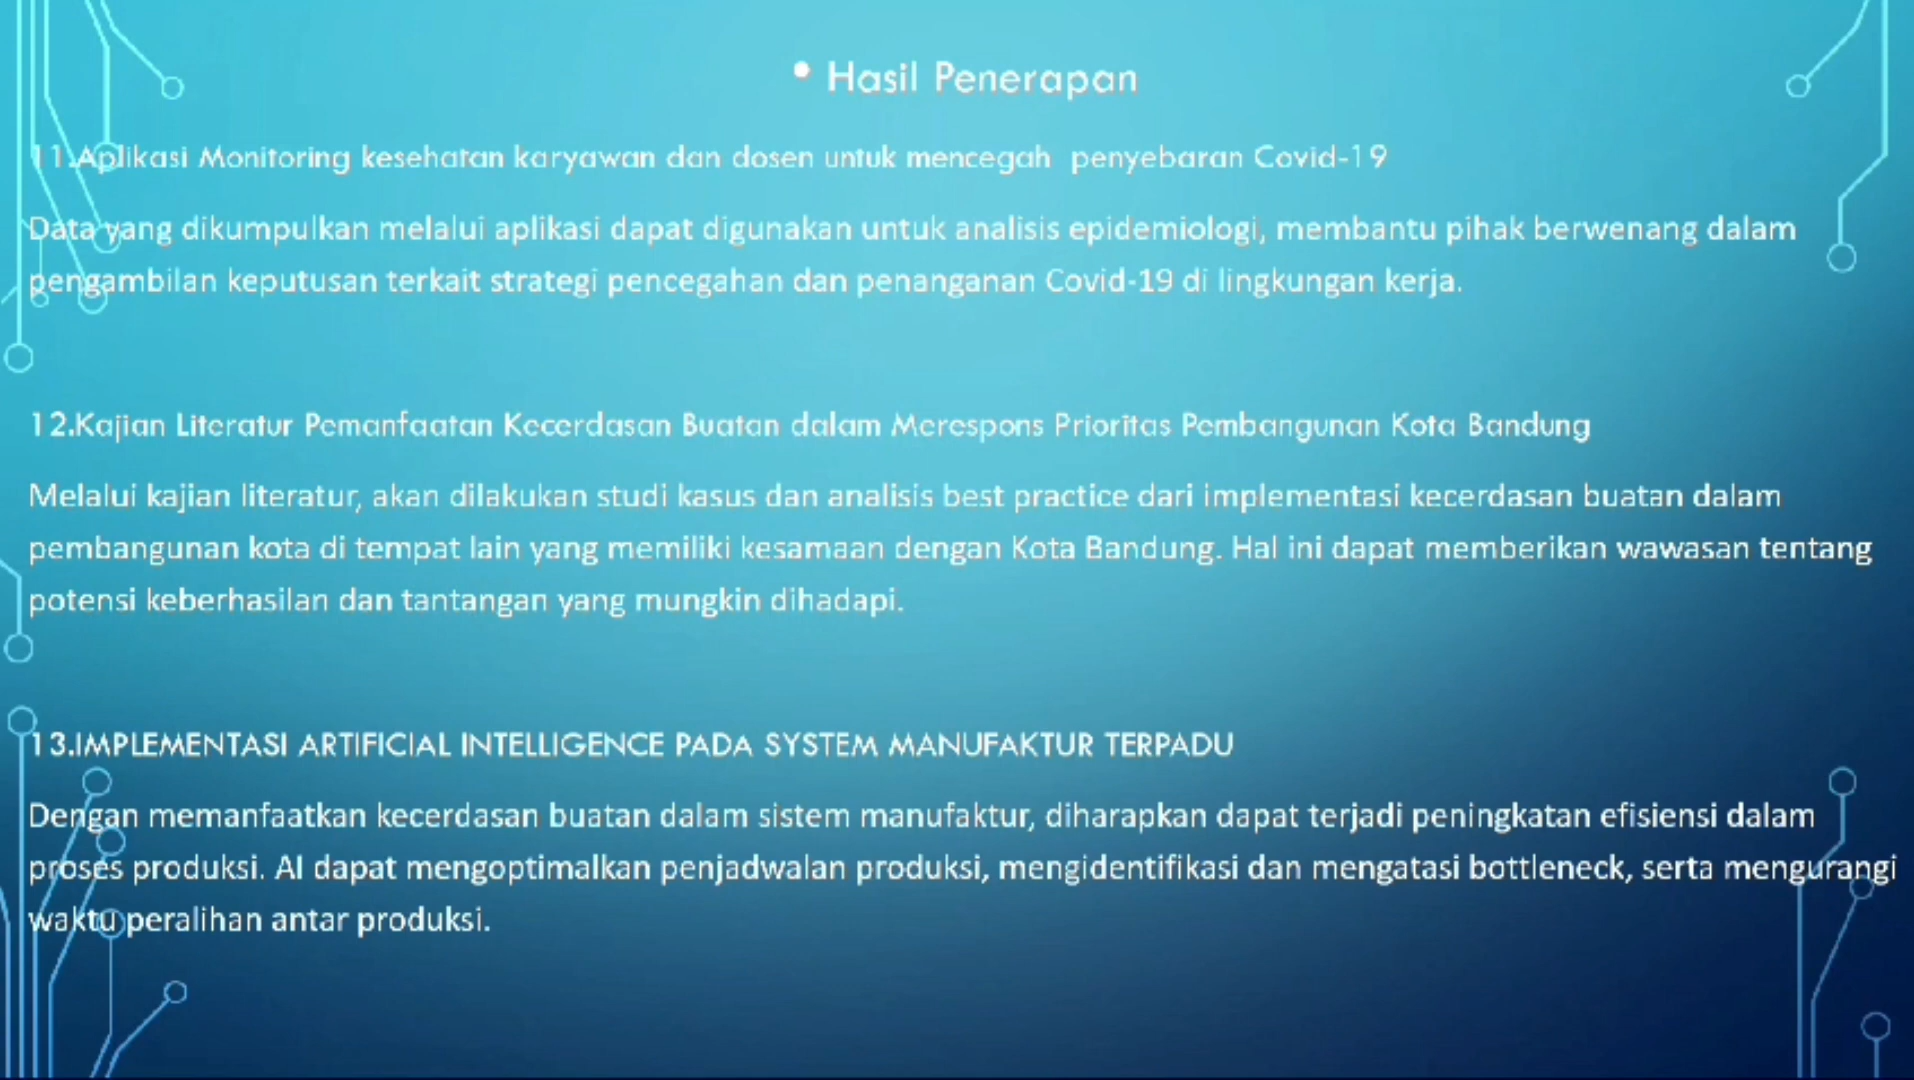 • Hasil Penerapan
11.Aplikasi Monitoring kesehatan karyawan dan dosen untuk mencegah penyebaran Covid-19
Data yang dikumpulkan melalui aplikasi dapat digunakan untuk analisis epidemiologi, membantu pihak berwenang dalam
pengambilan keputusan terkait strategi pencegahan dan penanganan Covid-19 di lingkungan kerja.
12.Kajian Literatur Pemanfaatan Kecerdasan Buatan dalam Merespons Prioritas Pembangunan Kota Bandung
Melalui kajian literatur, akan dilakukan studi kasus dan analisis best practice dari implementasi kecerdasan buatan dalam
pembangunan kota di tempat lain yang memiliki kesamaan dengan Kota Bandung. Hal ini dapat memberikan wawasan tentang
potensi keberhasilan dan tantangan yang mungkin dihadapi.
13.IMPLEMENTASI ARTIFICIAL INTELLIGENCE PADA SYSTEM MANUFAKTUR TERPADU
Dengan memanfaatkan kecerdasan buatan dalam sistem manufaktur, diharapkan dapat terjadi peningkatan efisiensi dalam
proses produksi. AI dapat mengoptimalkan penjadwalan produksi, mengidentifikasi dan mengatasi bottleneck, serta mengurangi
waktu peralihan antar produksi.